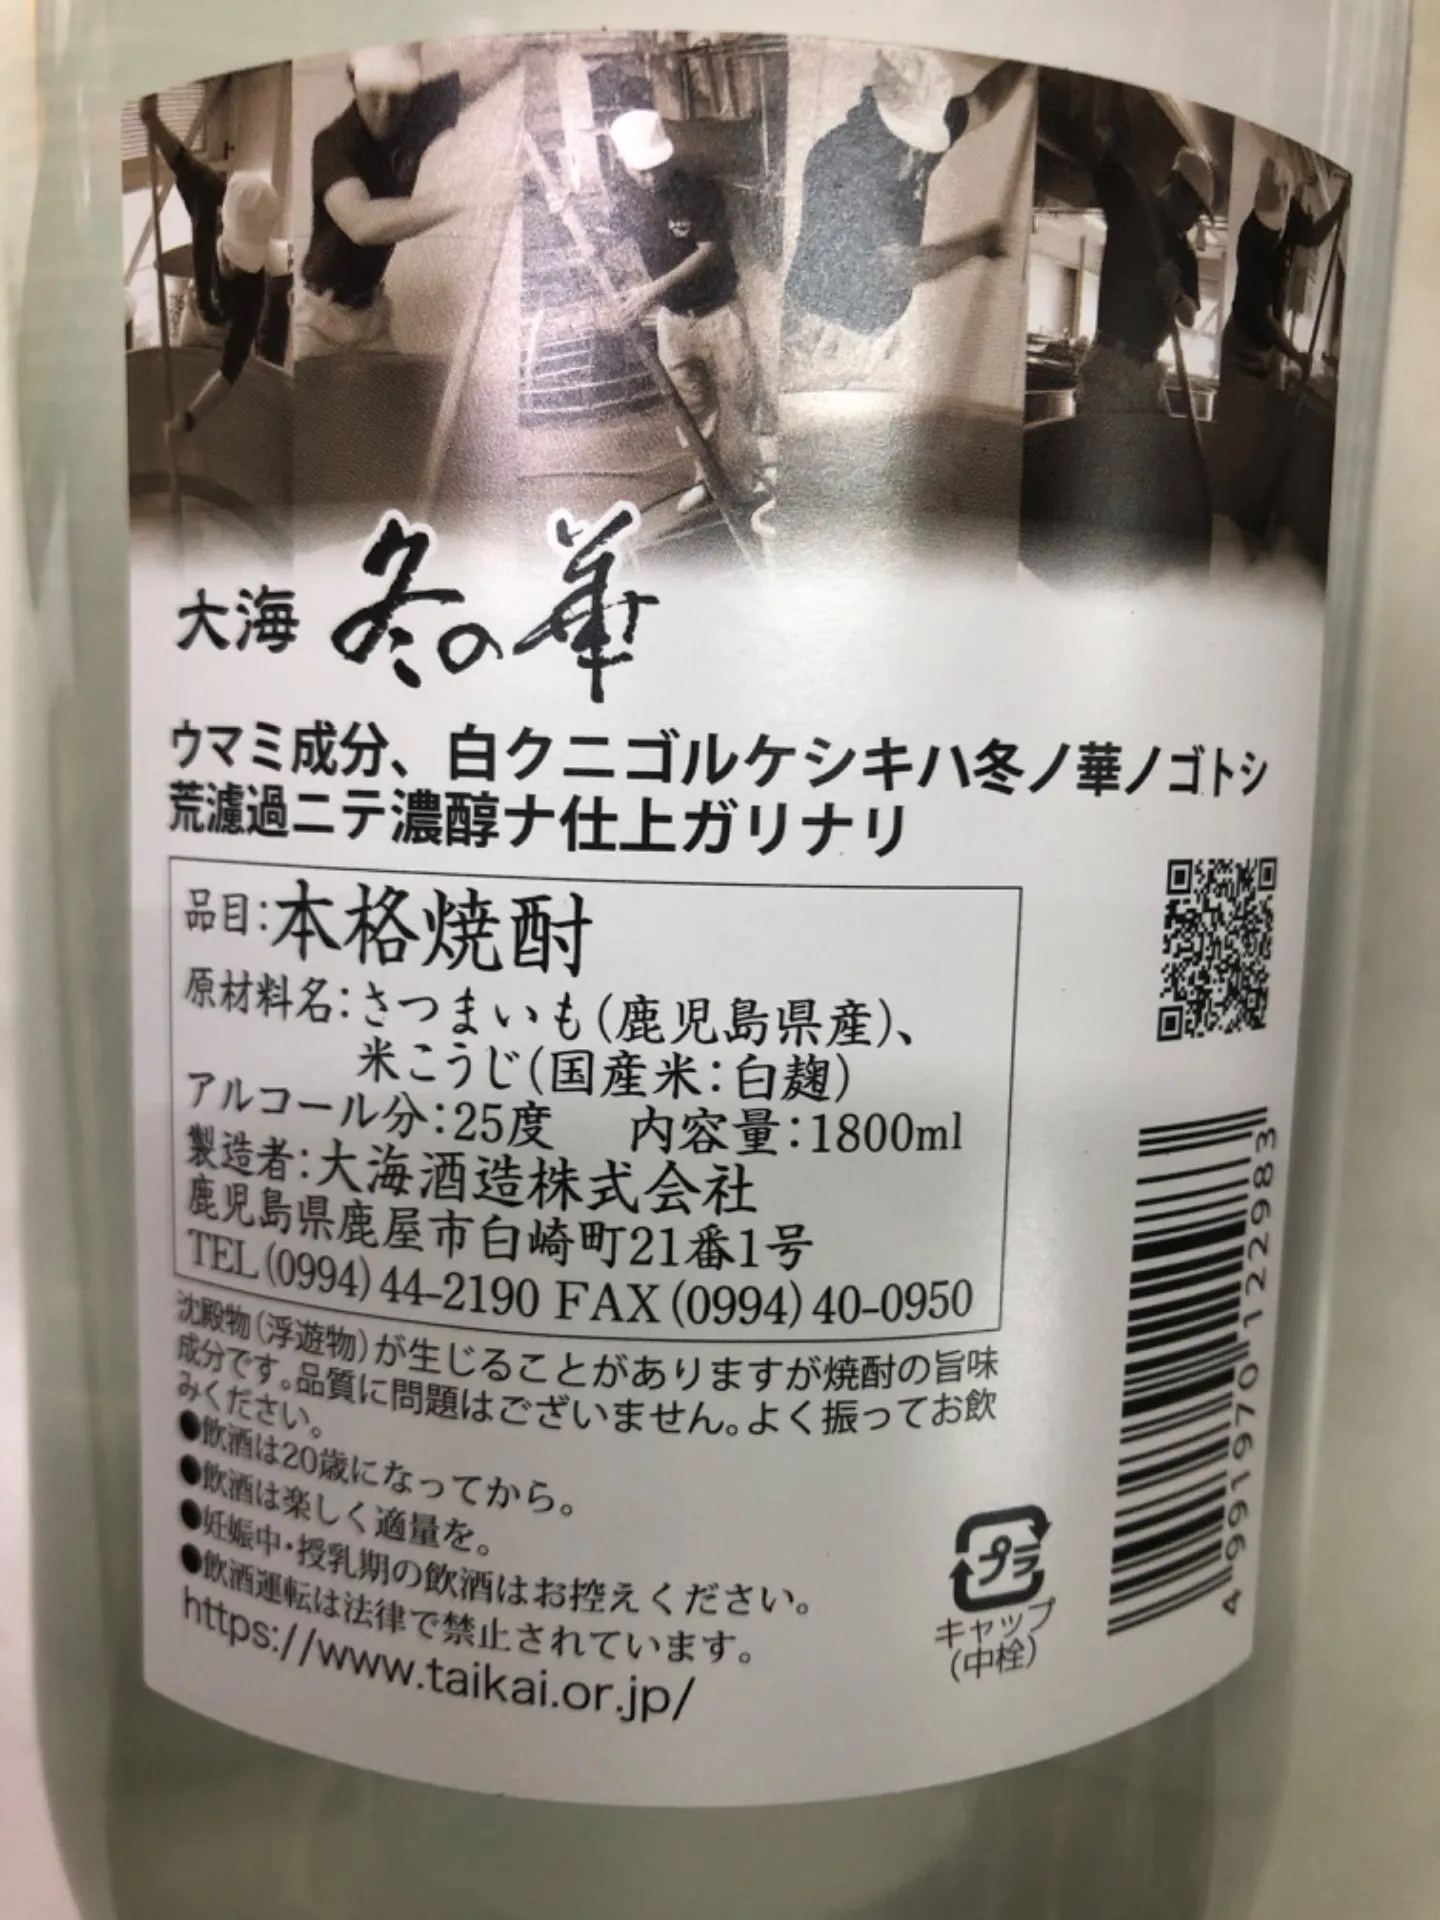 大海 冬の華
ウマミ成分、白クニゴルケシキハ冬ノ華ノゴトシ
荒濾過ニテ濃醇ナ仕上ガリナリ
品目:本格焼酎
原材料名:さつまいも(鹿児島県産)、
米こうじ(国産米:白麹)
アルコール分:25度 内容量:1800ml
製造者:大海酒造株式会社
鹿児島県鹿屋市白崎町21番1号
TEL(0994)44-2190 FAX(0994)40-0950
沈殿物(浮遊物)が生じることがありますが焼酎の旨味
成分です。品質に問題はございません。よく振ってお飲
みください。
●飲酒は20歳になってから。
●飲酒は楽しく適量を。
●妊娠中・授乳期の飲酒はお控えください。
●飲酒運転は法律で禁止されています。
https://www.taikai.or.jp/
プラ
キャップ
(中栓)
4991970122983